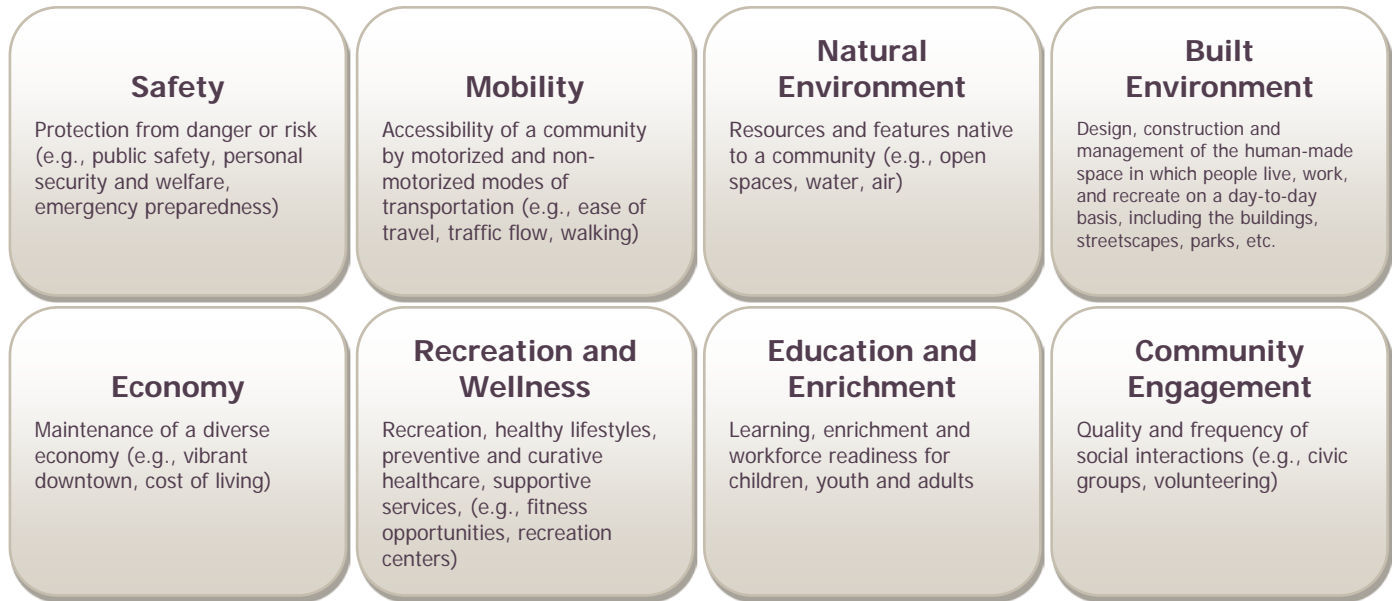 Safety
Protection from danger or risk
(e.g., public safety, personal
security and welfare,
emergency preparedness)
Mobility
Accessibility of a community
by motorized and non-
motorized modes of
transportation (e.g., ease of
travel, traffic flow, walking)
Natural
Environment
Resources and features native
to a community (e.g., open
spaces, water, air)
Built
Environment
Design, construction and
management of the human-made
space in which people live, work,
and recreate on a day-to-day
basis, including the buildings,
streetscapes, parks, etc.
Economy
Maintenance of a diverse
economy (e.g., vibrant
downtown, cost of living)
Recreation and
Wellness
Recreation, healthy lifestyles,
preventive and curative
healthcare, supportive
services, (e.g., fitness
opportunities, recreation
centers)
Education and
Enrichment
Learning, enrichment and
workforce readiness for
children, youth and adults
Community
Engagement
Quality and frequency of
social interactions (e.g., civic
groups, volunteering)